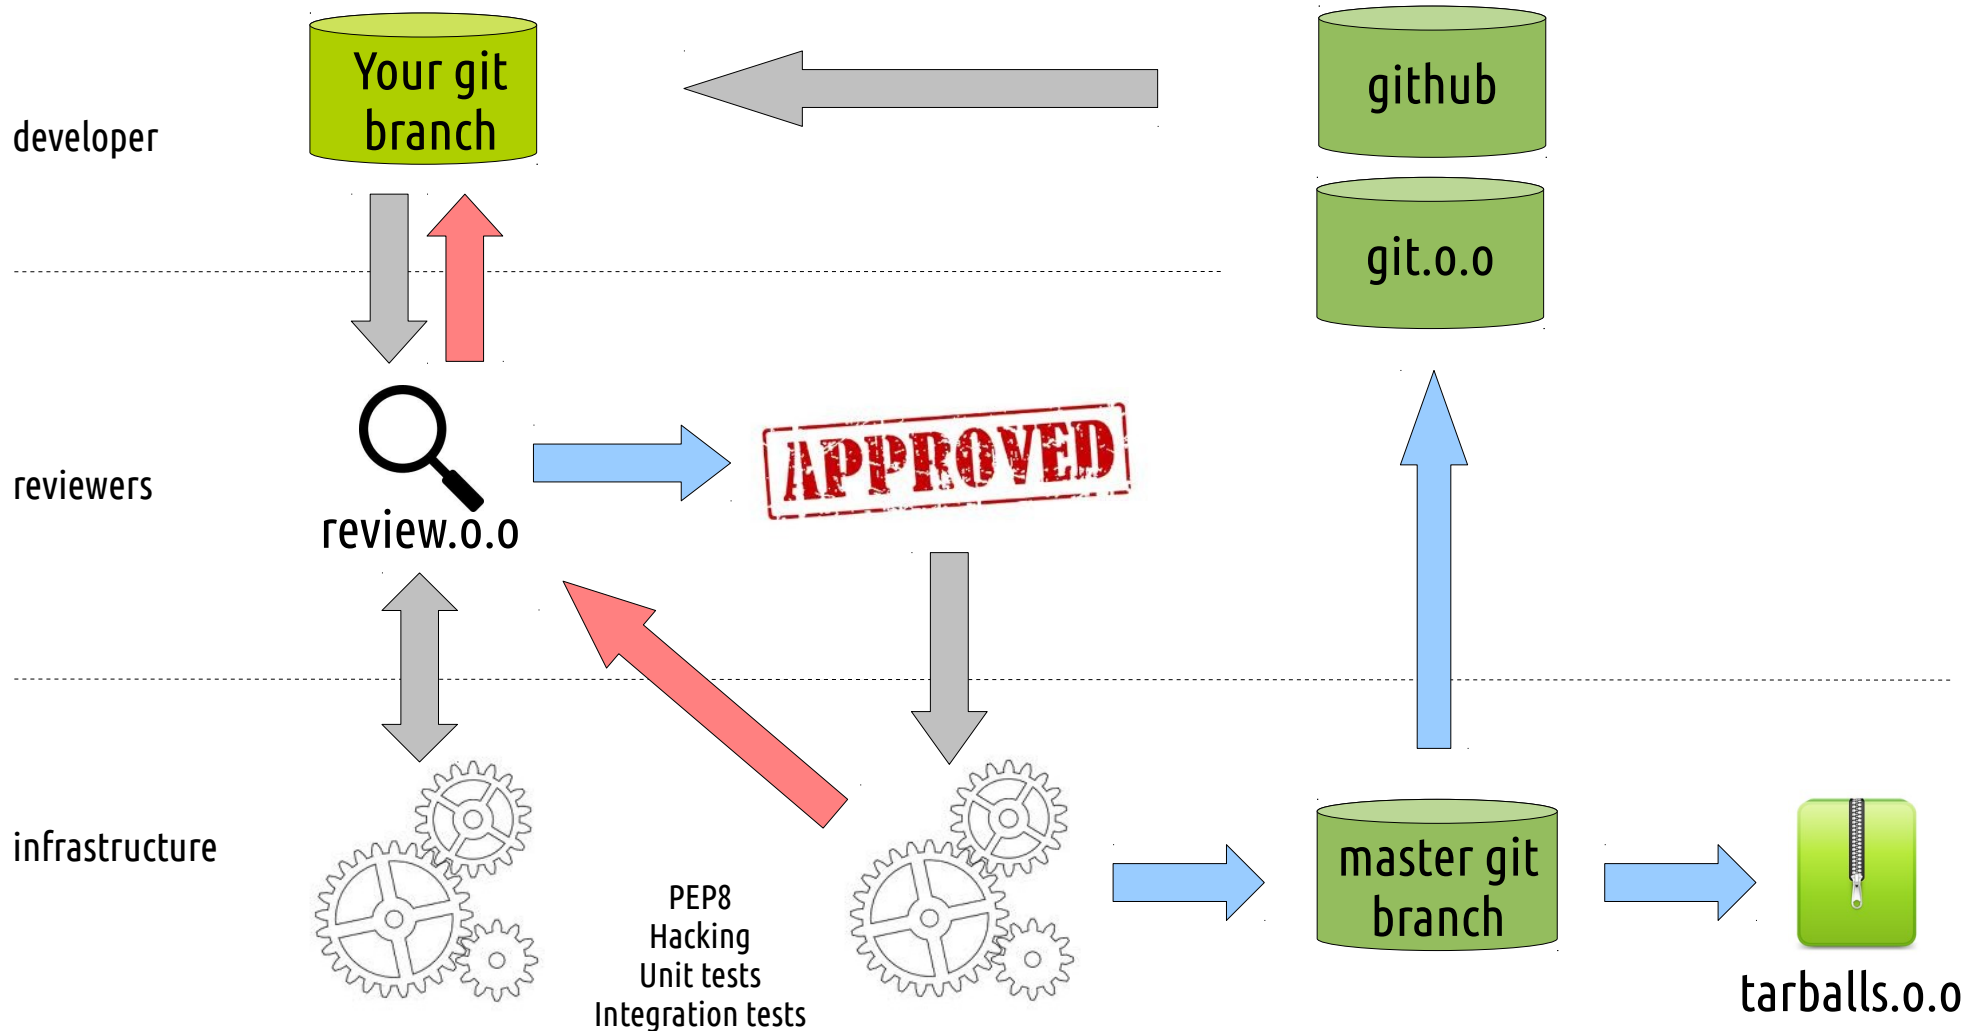 Your git
branch
github
developer
git.o.o
APPROVED
reviewers
review.o.o
infrastructure
master git
branch
PEP8
Hacking
Unit tests
Integration tests
tarballs.o.o